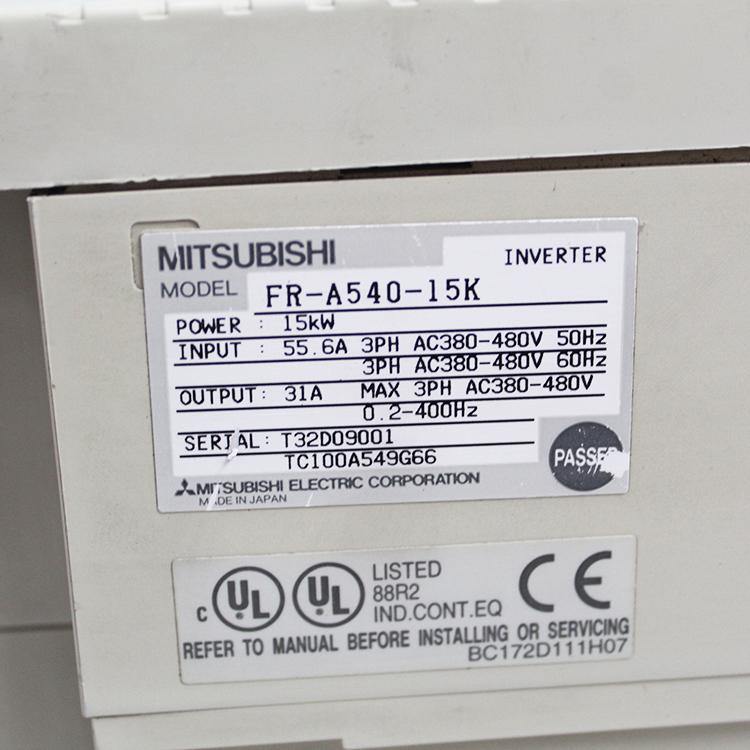 MITSUBISHI INVERTER
MODEL FR-A540-15K
POWER : 15kW
INPUT : 55.6A 3PH AC380-480V 50Hz
3PH AC380-480V 60Hz
OUTPUT: 31A MAX 3PH AC380-480V
0.2-400Hz
SERIAL: T32D09001
TC100A549G66
PASSED
MITSUBISHI ELECTRIC CORPORATION
MADE IN JAPAN
C UL UL LISTED CE
88R2
IND.CONT.EQ
REFER TO MANUAL BEFORE INSTALLING OR SERVICING
BC172D111H07